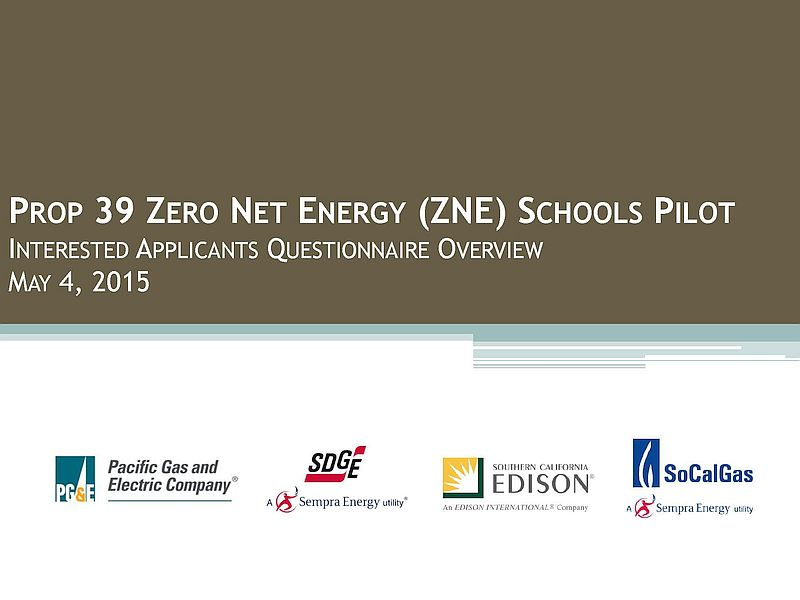 PROP 39 ZERO NET ENERGY (ZNE) SCHOOLS PILOT
INTERESTED APPLICANTS QUESTIONNAIRE OVERVIEW
MAY 4, 2015
PG&E
Pacific Gas and
Electric Company®
SDGE
A Sempra Energy utility®
SOUTHERN CALIFORNIA
EDISON®
An EDISON INTERNATIONAL® Company
SoCalGas
A Sempra Energy utility